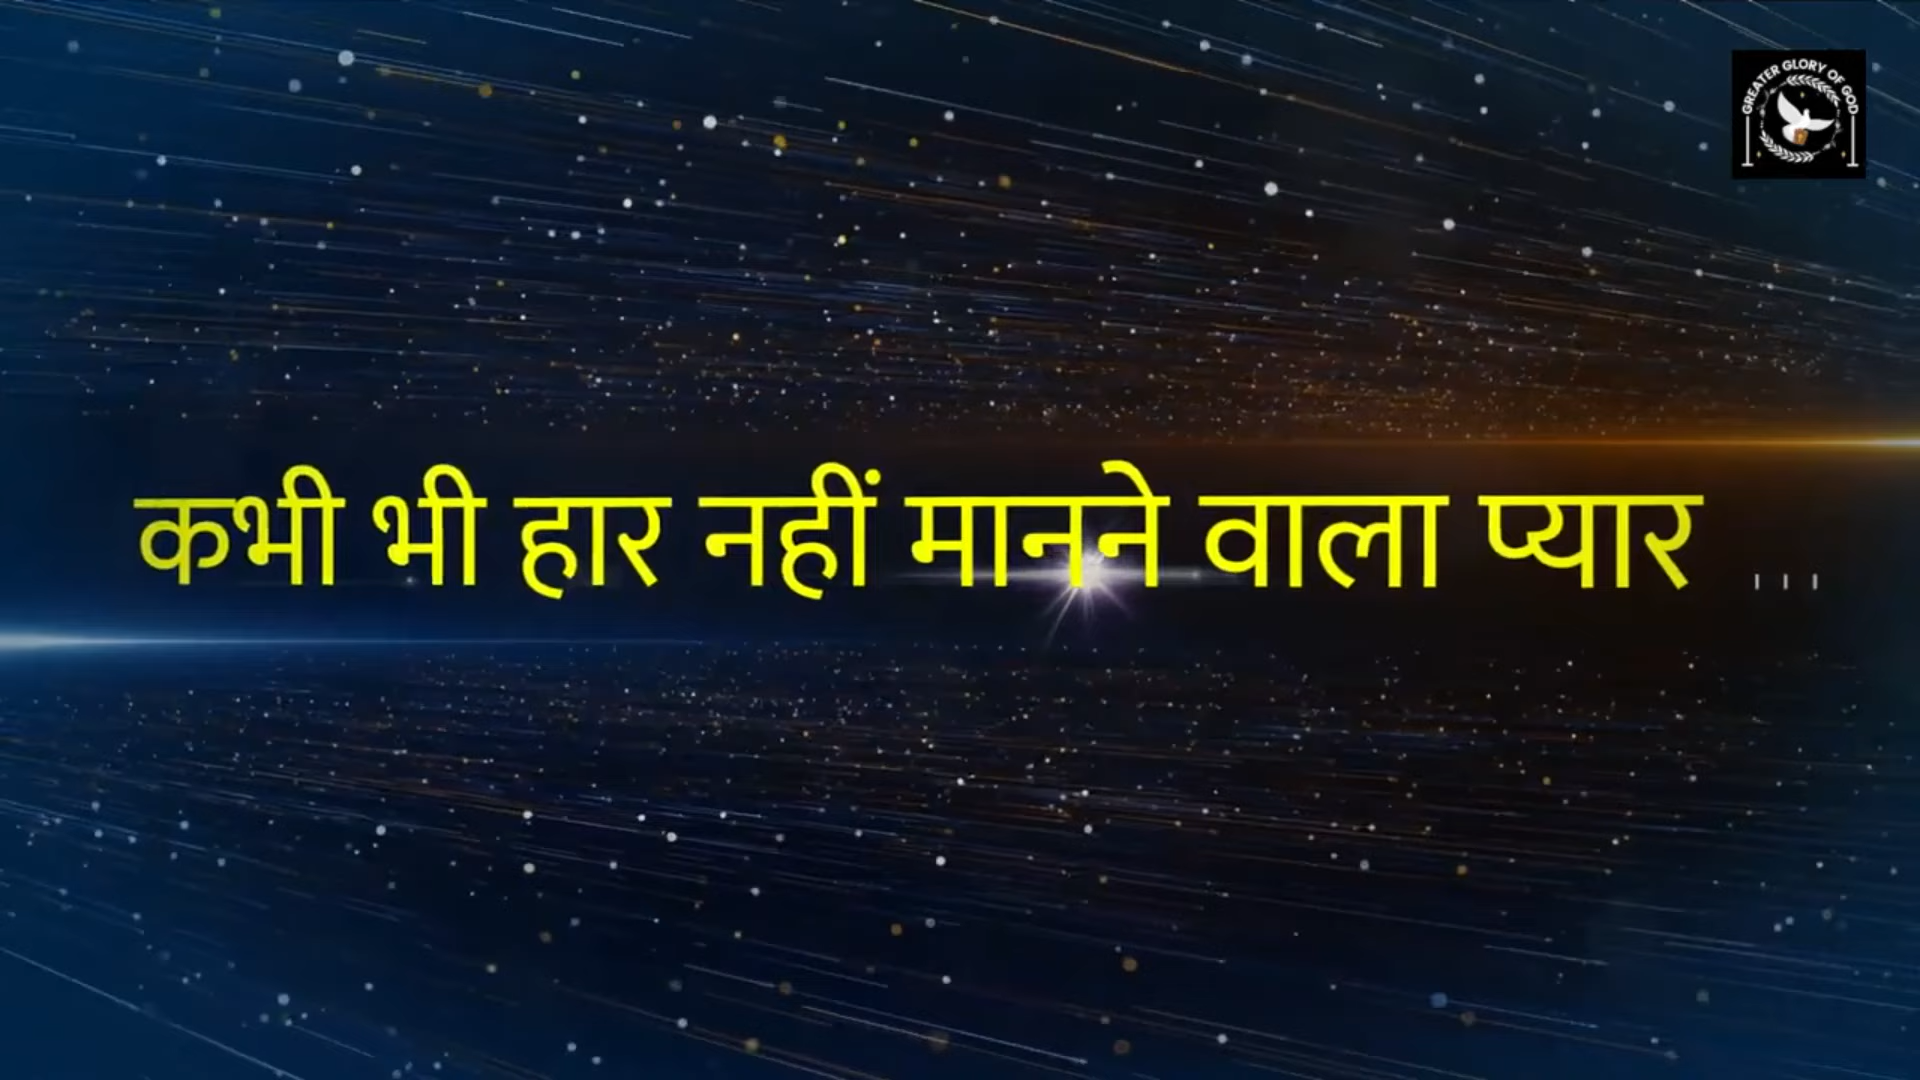 GREATER GLORY OF GOD
कभी भी हार नहीं मानने वाला प्यार ...